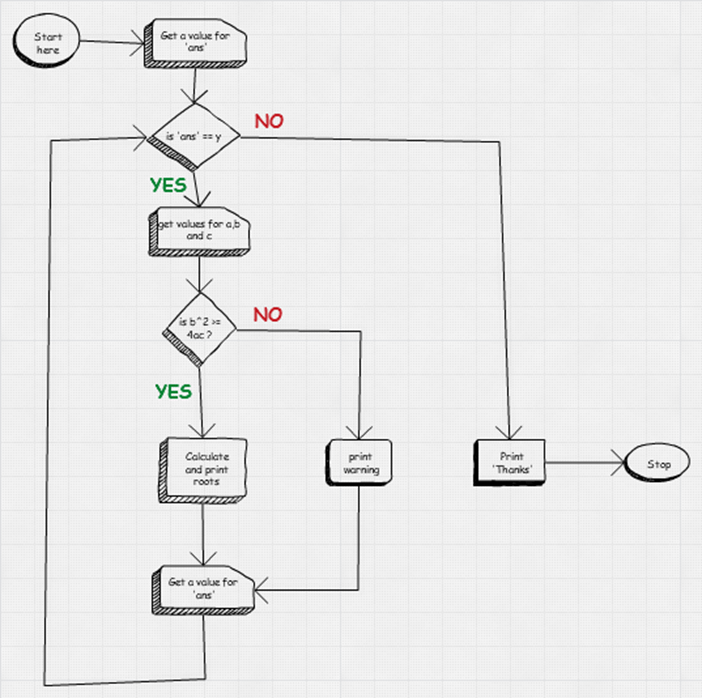 Start
here
Get a value for
'ans'
is 'ans' == y
NO
YES
get values for a,b
and c
is b^2 >=
4ac ?
NO
YES
Calculate
and print
roots
print
warning
Print
'Thanks'
Stop
Get a value for
'ans'